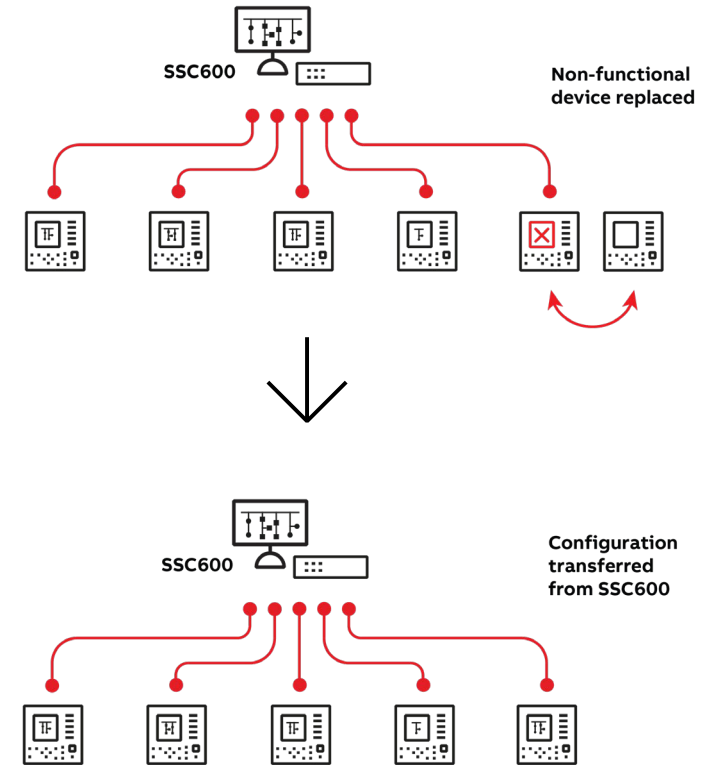 SSC600
Non-functional
device replaced
SSC600
Configuration
transferred
from SSC600